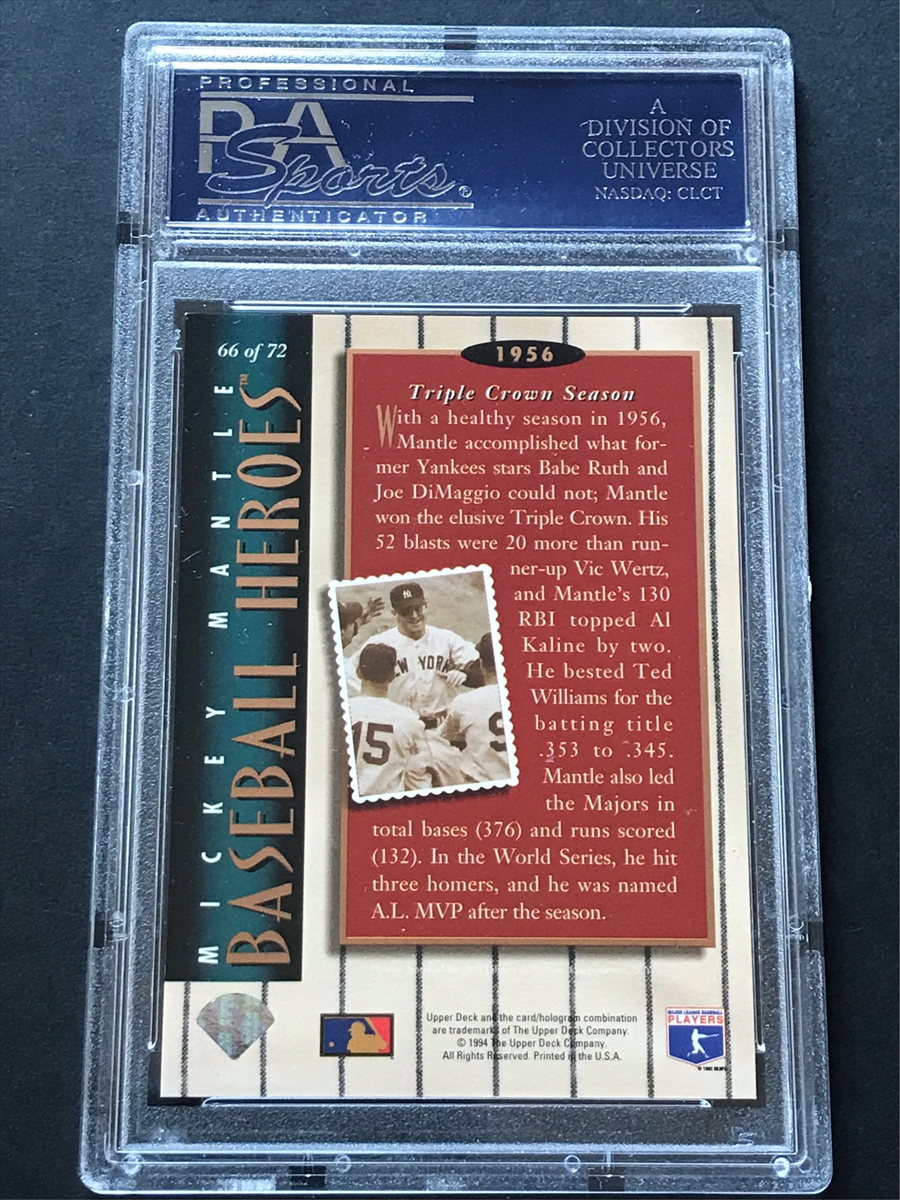 PROFESSIONAL
PSA
Sports®
AUTHENTICATOR
A
DIVISION OF
COLLECTORS
UNIVERSE
NASDAQ: CLCT
66 of 72
MICKEY MANTLE
BASEBALL HEROES™
1956
Triple Crown Season
With a healthy season in 1956,
Mantle accomplished what for-
mer Yankees stars Babe Ruth and
Joe DiMaggio could not; Mantle
won the elusive Triple Crown. His
52 blasts were 20 more than run-
ner-up Vic Wertz,
and Mantle's 130
RBI topped Al
Kaline by two.
He bested Ted
Williams for the
batting title
.353 to .345.
Mantle also led
the Majors in
total bases (376) and runs scored
(132). In the World Series, he hit
three homers, and he was named
A.L. MVP after the season.
NY
NEW YORK
15
9
Upper Deck and the card/hologram combination
are trademarks of The Upper Deck Company.
© 1994 The Upper Deck Company.
All Rights Reserved. Printed in the U.S.A.
MAJOR LEAGUE BASEBALL
PLAYERS